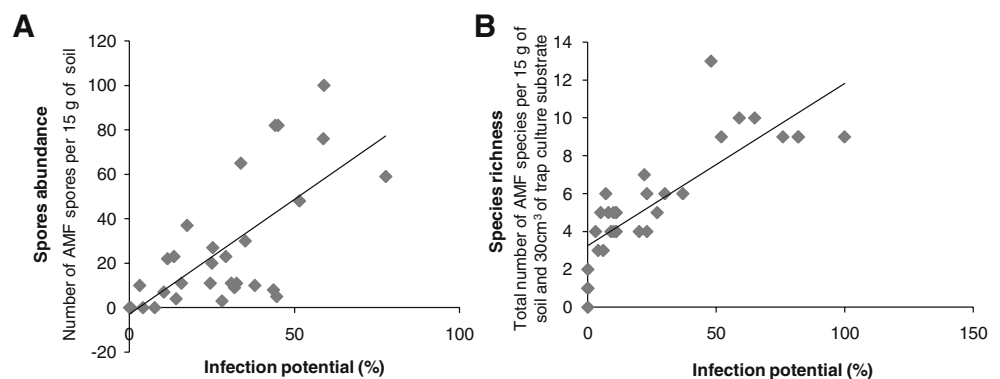 A
Spores abundance
Number of AMF spores per 15 g of soil
120
100
80
60
40
20
0
-20
0
50
100
Infection potential (%)
B
Species richness
Total number of AMF species per 15 g of
soil and 30cm³ of trap culture substrate
14
12
10
8
6
4
2
0
0
50
100
150
Infection potential (%)